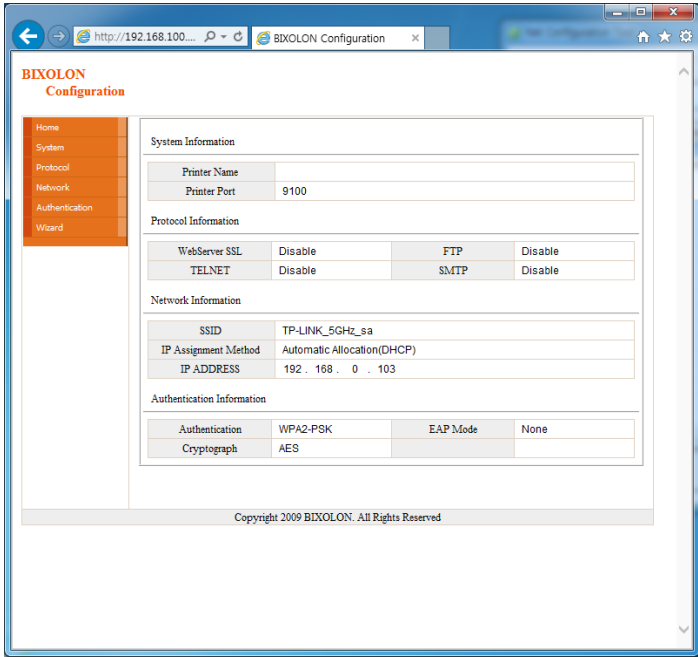 http://192.168.100....
BIXOLON Configuration
BIXOLON
Configuration
Home
System
Protocol
Network
Authentication
Wizard
System Information
Printer Name
Printer Port 9100
Protocol Information
WebServer SSL Disable FTP Disable
TELNET Disable SMTP Disable
Network Information
SSID TP-LINK_5GHz_sa
IP Assignment Method Automatic Allocation(DHCP)
IP ADDRESS 192 . 168 . 0 . 103
Authentication Information
Authentication WPA2-PSK EAP Mode None
Cryptograph AES
Copyright 2009 BIXOLON. All Rights Reserved